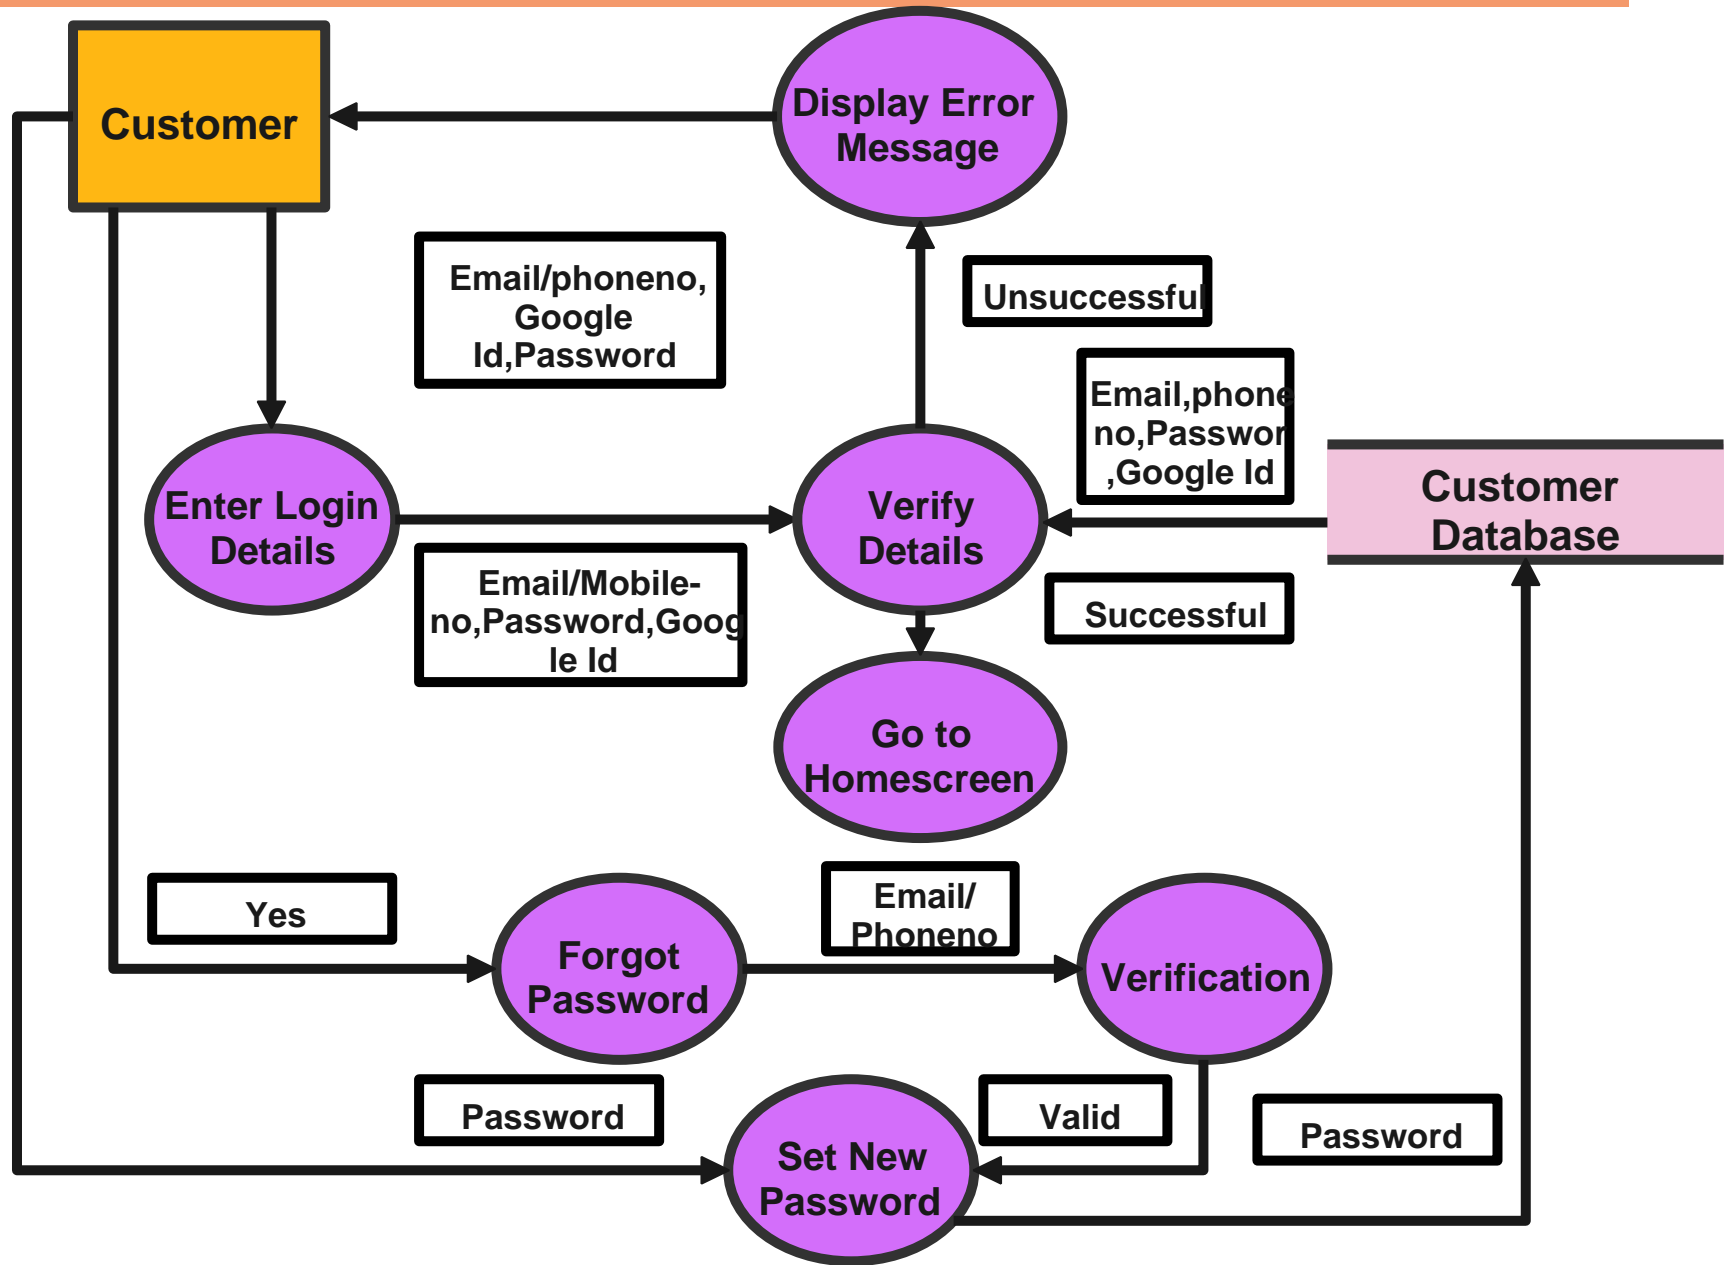 Display Error
Message
Customer
Email/phoneno,
Google
Id,Password
Unsuccessful
Email,phone
no,Passwor
,Google Id
Customer
Database
Enter Login
Details
Verify
Details
Email/Mobile-
no,Password,Goog
le Id
Successful
Go to
Homescreen
Yes
Email/
Phoneno
Forgot
Password
Verification
Password
Valid
Password
Set New
Password